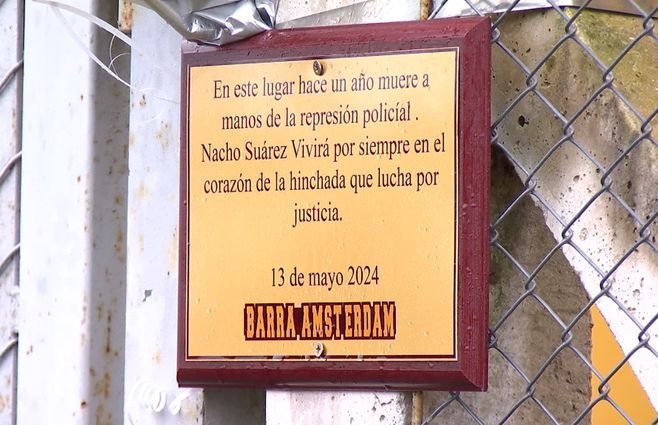 En este lugar hace un año muere a
manos de la represión policíal .
Nacho Suárez Vivirá por siempre en el
corazón de la hinchada que lucha por
justicia.
13 de mayo 2024
BARRA AMSTERDAM